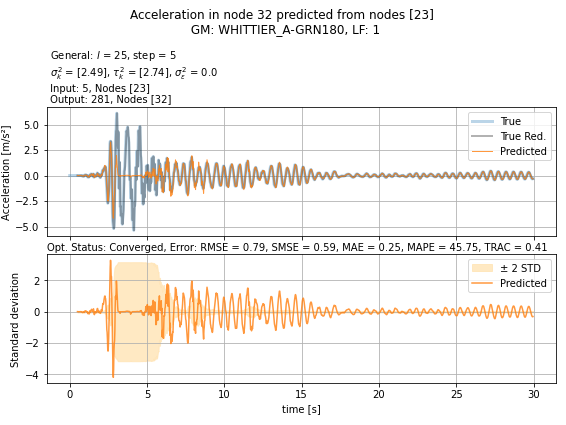 Acceleration in node 32 predicted from nodes [23]
GM: WHITTIER_A-GRN180, LF: 1
General: l = 25, step = 5
σ²ₖ = [2.49], τ²ₖ = [2.74], σ²_ε = 0.0
Input: 5, Nodes [23]
Output: 281, Nodes [32]
Acceleration [m/s²]
5.0
2.5
0.0
−2.5
−5.0
True
True Red.
Predicted
Opt. Status: Converged, Error: RMSE = 0.79, SMSE = 0.59, MAE = 0.25, MAPE = 45.75, TRAC = 0.41
Standard deviation
2
0
−2
−4
± 2 STD
Predicted
0 5 10 15 20 25 30
time [s]